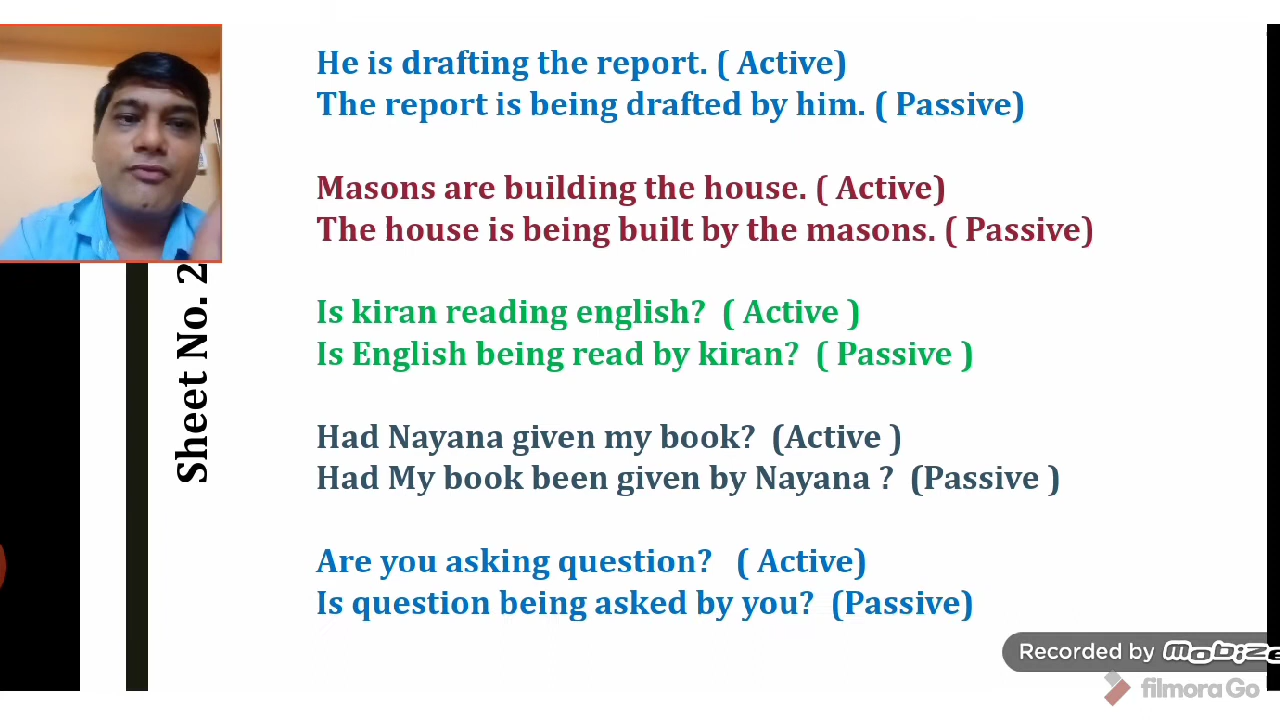 He is drafting the report. ( Active)
The report is being drafted by him. ( Passive)
Masons are building the house. ( Active)
The house is being built by the masons. ( Passive)
Is kiran reading english? ( Active )
Is English being read by kiran? ( Passive )
Had Nayana given my book? (Active )
Had My book been given by Nayana ? (Passive )
Are you asking question? ( Active)
Is question being asked by you? (Passive)
Sheet No. 2
Recorded by
filmora Go